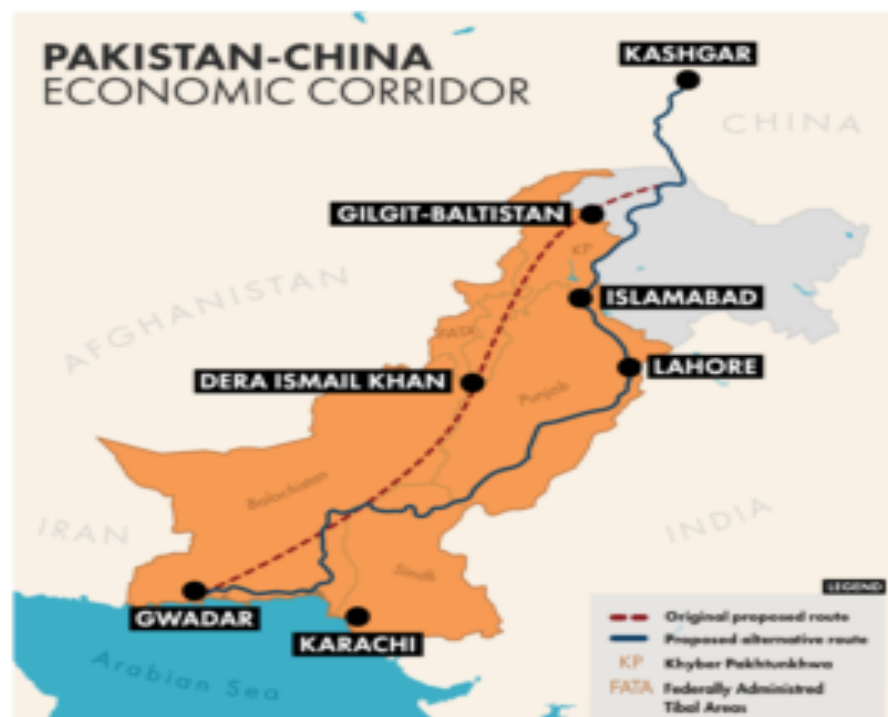 PAKISTAN-CHINA
ECONOMIC CORRIDOR
KASHGAR
CHINA
GILGIT-BALTISTAN
KP
ISLAMABAD
AFGHANISTAN
FATA
LAHORE
DERA ISMAIL KHAN
Punjab
Balochistan
IRAN
INDIA
Sindh
GWADAR
KARACHI
Arabian Sea
LEGEND
Original proposed route
Proposed alternative route
KP Khyber Pakhtunkhwa
FATA Federally Administred
Tibal Areas